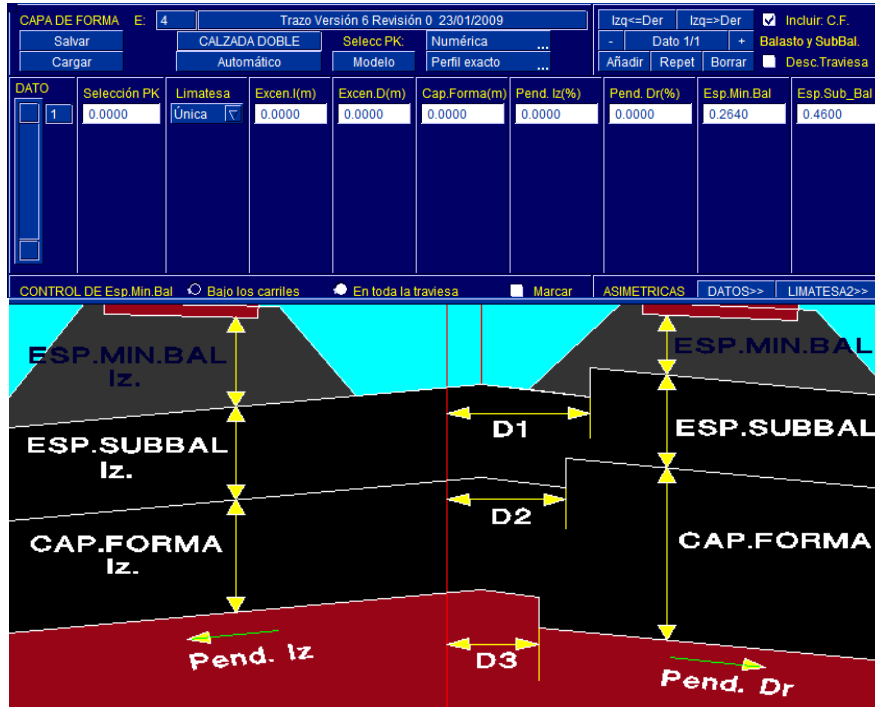 CAPA DE FORMA E: 4 Trazo Versión 6 Revisión 0 23/01/2009 Izq<=Der Izq=>Der Incluir: C.F.
Salvar CALZADA DOBLE Selecc PK: Numérica ... - Dato 1/1 + Balasto y SubBal.
Cargar Automático Modelo Perfil exacto ... Añadir Repet Borrar Desc.Traviesa
DATO Selección PK Limatesa Excen.I(m) Excen.D(m) Cap.Forma(m) Pend. Iz(%) Pend. Dr(%) Esp.Min.Bal Esp.Sub_Bal
1 0.0000 Única 0.0000 0.0000 0.0000 0.0000 0.0000 0.2640 0.4600
CONTROL DE Esp.Min.Bal Bajo los carriles En toda la traviesa Marcar ASIMETRICAS DATOS>> LIMATESA2>>
ESP.MIN.BAL ESP.MIN.BAL
Iz.
D1 ESP.SUBBAL
ESP.SUBBAL
Iz.
D2
CAP.FORMA CAP.FORMA
Iz.
Pend. Iz D3 Pend. Dr